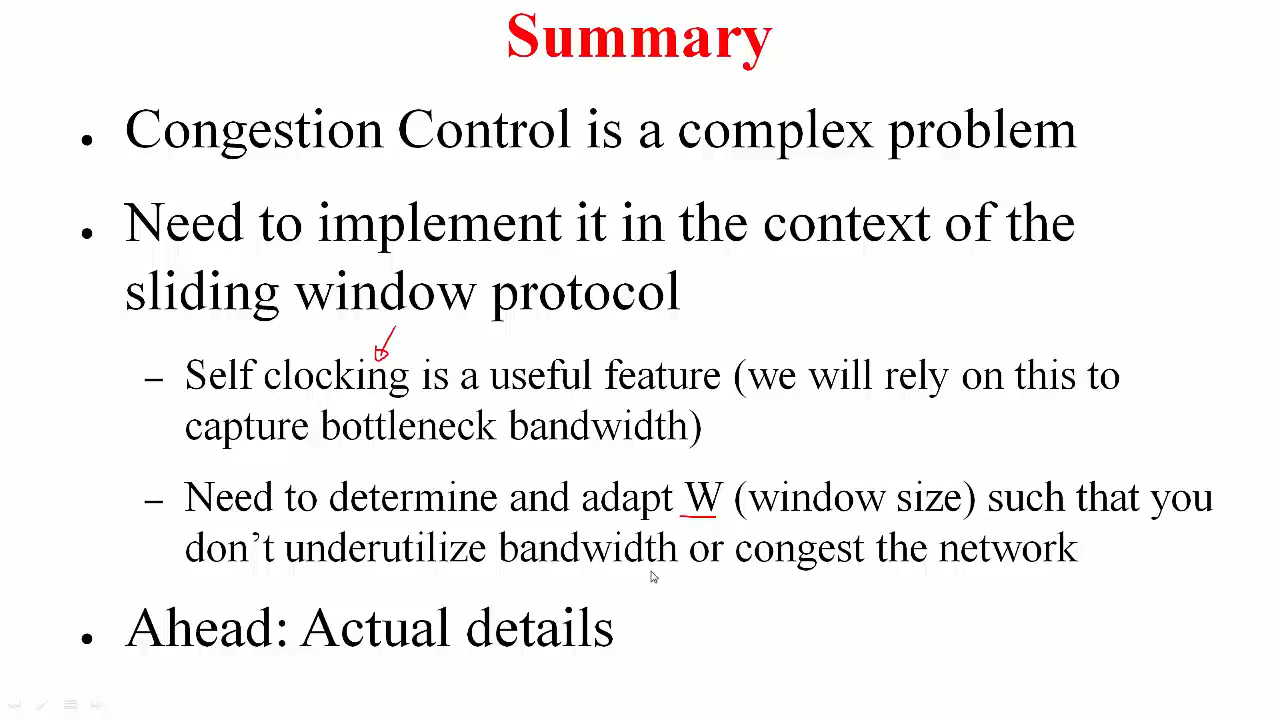 Summary
• Congestion Control is a complex problem
• Need to implement it in the context of the
sliding window protocol
– Self clocking is a useful feature (we will rely on this to
capture bottleneck bandwidth)
– Need to determine and adapt W (window size) such that you
don’t underutilize bandwidth or congest the network
• Ahead: Actual details